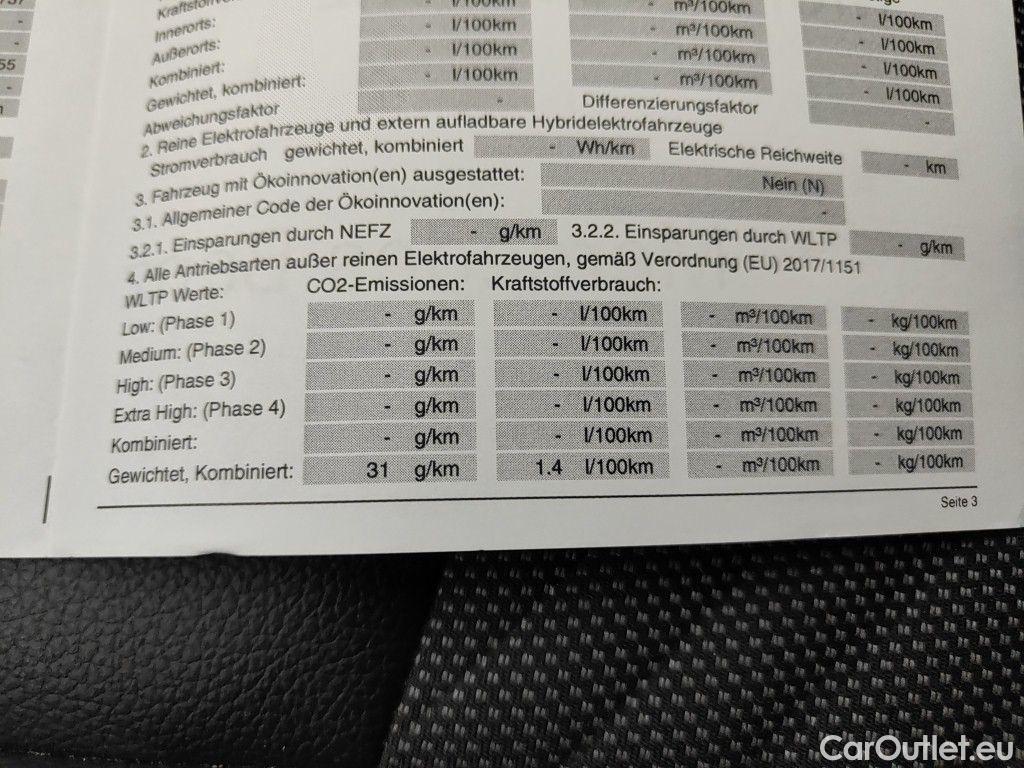 l/100km m³/100km
Innerorts: - l/100km - m³/100km - l/100km
Außerorts: - l/100km - m³/100km - l/100km
Kombiniert: - l/100km - m³/100km - l/100km
Gewichtet, kombiniert: - l/100km
Abweichungsfaktor - Differenzierungsfaktor -
2. Reine Elektrofahrzeuge und extern aufladbare Hybridelektrofahrzeuge
Stromverbrauch gewichtet, kombiniert - Wh/km Elektrische Reichweite - km
3. Fahrzeug mit Ökoinnovation(en) ausgestattet: Nein (N)
3.1. Allgemeiner Code der Ökoinnovation(en): -
3.2.1. Einsparungen durch NEFZ - g/km 3.2.2. Einsparungen durch WLTP - g/km
4. Alle Antriebsarten außer reinen Elektrofahrzeugen, gemäß Verordnung (EU) 2017/1151
WLTP Werte: CO2-Emissionen: Kraftstoffverbrauch:
Low: (Phase 1) - g/km - l/100km - m³/100km - kg/100km
Medium: (Phase 2) - g/km - l/100km - m³/100km - kg/100km
High: (Phase 3) - g/km - l/100km - m³/100km - kg/100km
Extra High: (Phase 4) - g/km - l/100km - m³/100km - kg/100km
Kombiniert: - g/km - l/100km - m³/100km - kg/100km
Gewichtet, Kombiniert: 31 g/km 1.4 l/100km - m³/100km - kg/100km
Seite 3
CarOutlet.eu